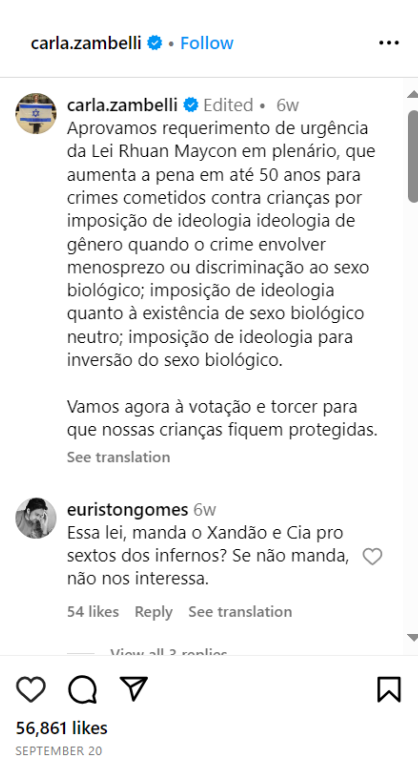 carla.zambelli • Follow
carla.zambelli Edited • 6w
Aprovamos requerimento de urgência
da Lei Rhuan Maycon em plenário, que
aumenta a pena em até 50 anos para
crimes cometidos contra crianças por
imposição de ideologia ideologia de
gênero quando o crime envolver
menosprezo ou discriminação ao sexo
biológico; imposição de ideologia
quanto à existência de sexo biológico
neutro; imposição de ideologia para
inversão do sexo biológico.
Vamos agora à votação e torcer para
que nossas crianças fiquem protegidas.
See translation
euristongomes 6w
Essa lei, manda o Xandão e Cia pro
sextos dos infernos? Se não manda,
não nos interessa.
54 likes Reply See translation
View all 3 replies
56,861 likes
SEPTEMBER 20